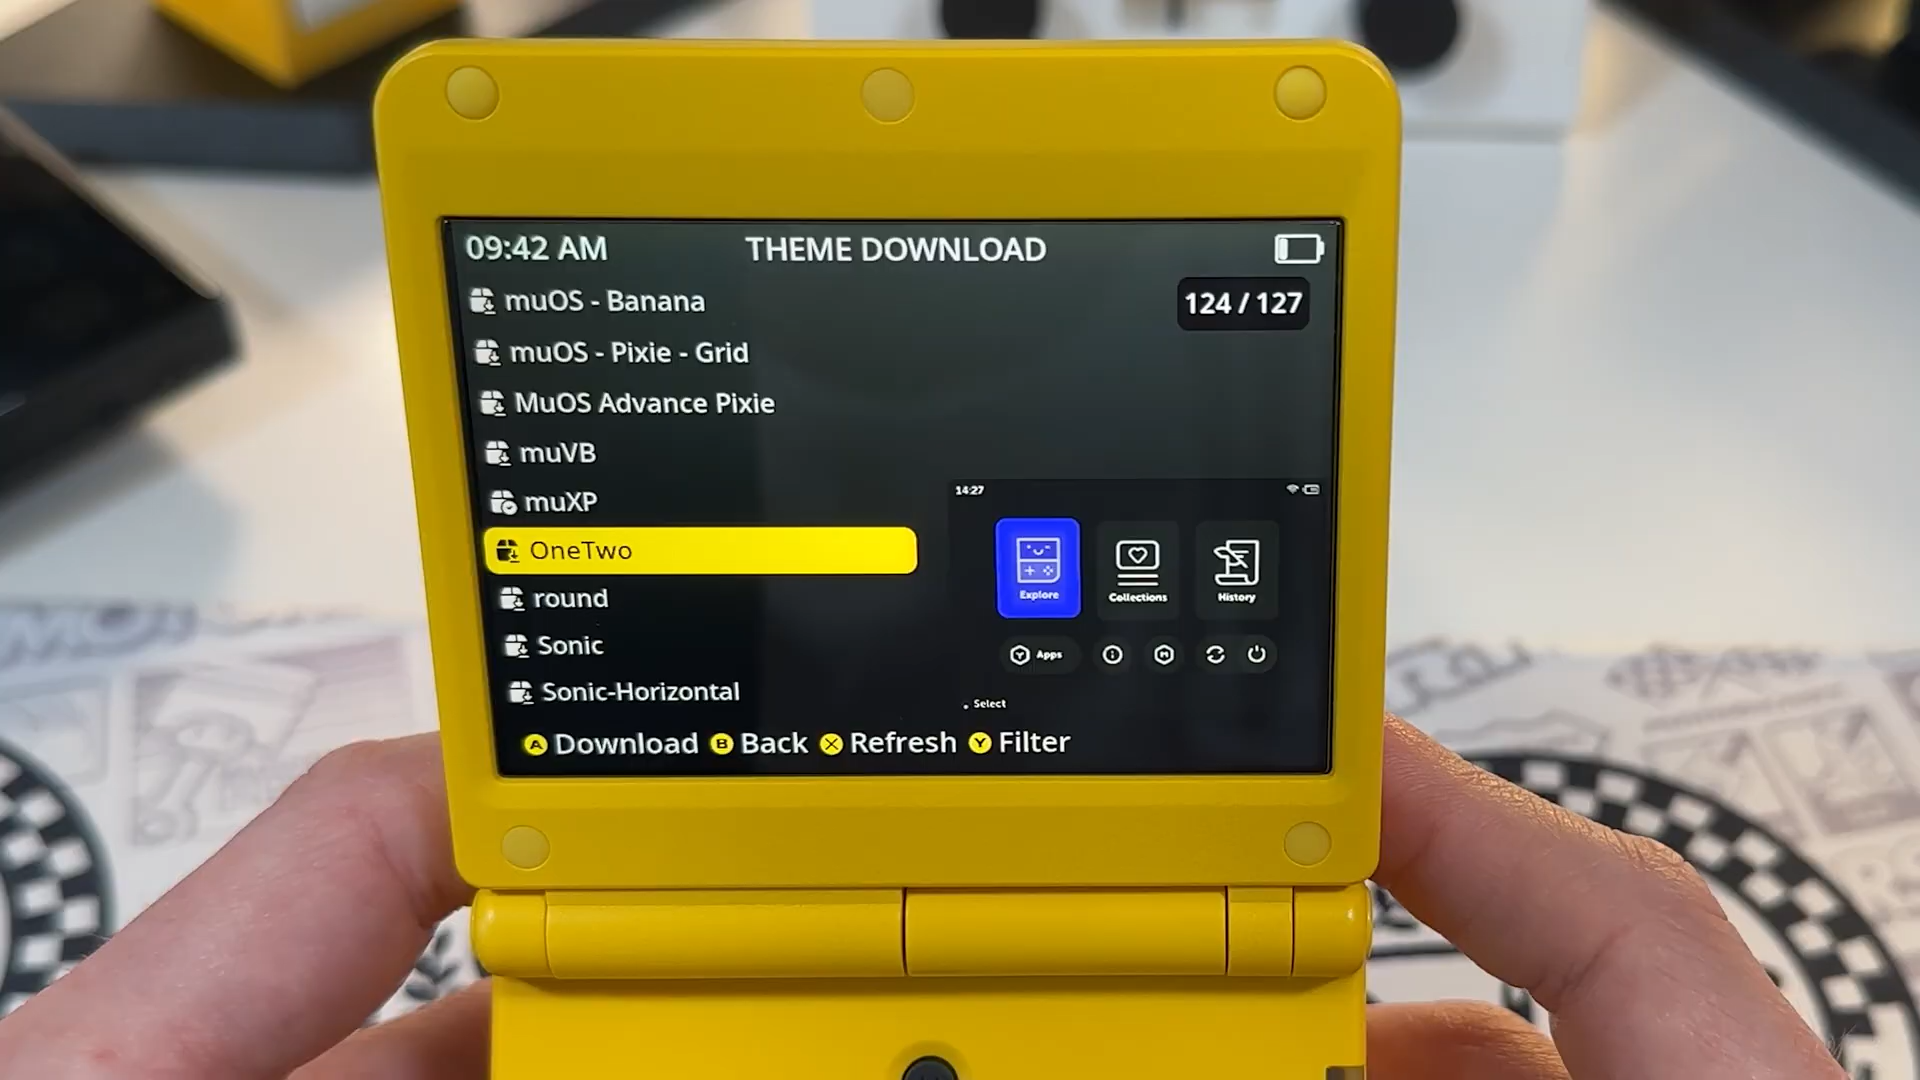 09:42 AM THEME DOWNLOAD
124 / 127
muOS - Banana
muOS - Pixie - Grid
MuOS Advance Pixie
muVB
muXP
OneTwo
round
Sonic
Sonic-Horizontal
14:27
Explore
Collections
History
Y Apps
Select
A Download B Back X Refresh Y Filter